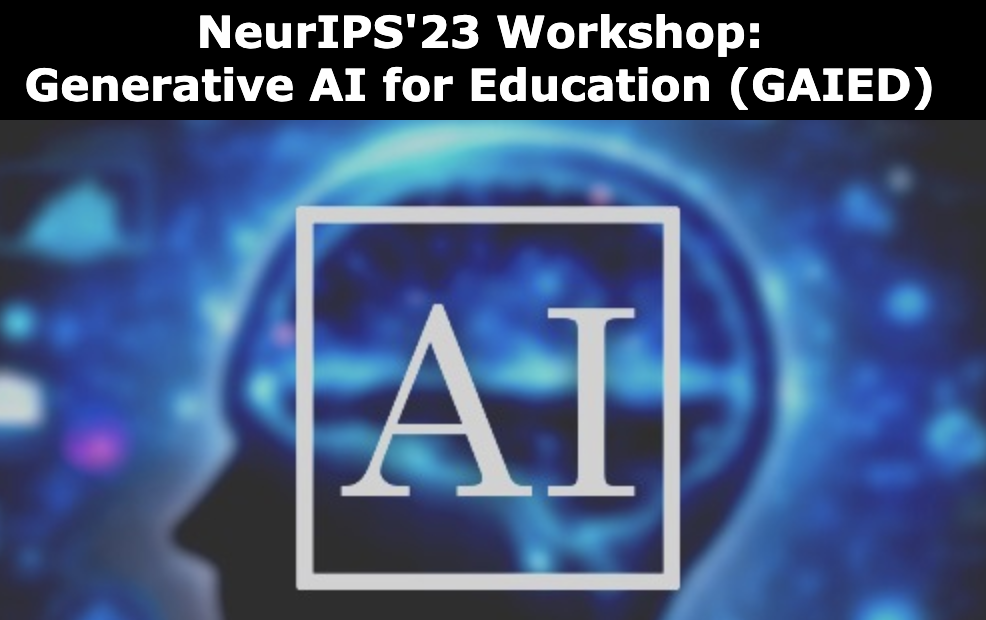 NeurIPS'23 Workshop:
Generative AI for Education (GAIED)
AI